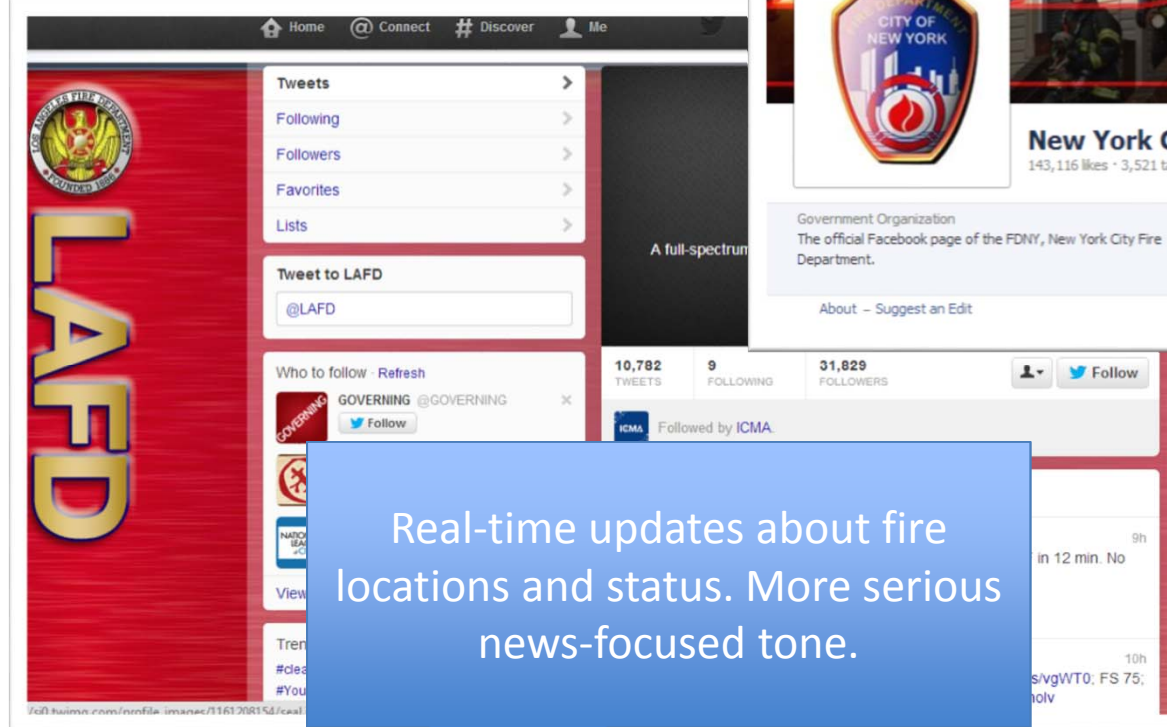 Home @ Connect # Discover Me
CITY OF
NEW YORK
New York
143,116 likes · 3,521
Government Organization
The official Facebook page of the FDNY, New York City Fire
Department.
About – Suggest an Edit
LOS ANGELES FIRE DEPARTMENT
FOUNDED 1886
LAFD
Tweets
Following
Followers
Favorites
Lists
Tweet to LAFD
@LAFD
Who to follow · Refresh
GOVERNING @GOVERNING
GOVERNING
Follow
View
A full-spectrum
10,782
TWEETS
9
FOLLOWING
31,829
FOLLOWERS
Follow
ICMA
Followed by ICMA.
9h
in 12 min. No
10h
s/vgWT0; FS 75;
Real-time updates about fire
locations and status. More serious
news-focused tone.
#clea
#You